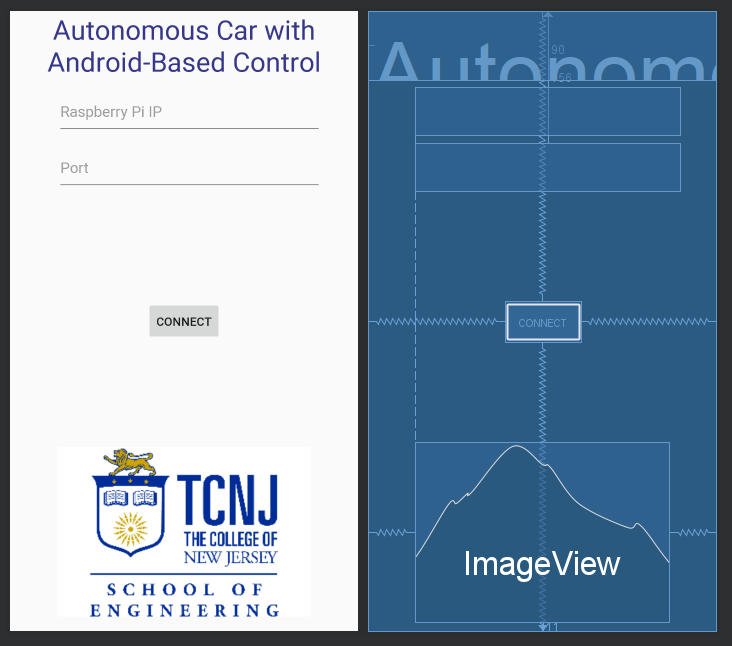 Autonomous Car with
Android-Based Control
Raspberry Pi IP
Port
CONNECT
TCNJ
THE COLLEGE OF
NEW JERSEY
SCHOOL OF
ENGINEERING
90
Autonom
56
CONNECT
ImageView
11